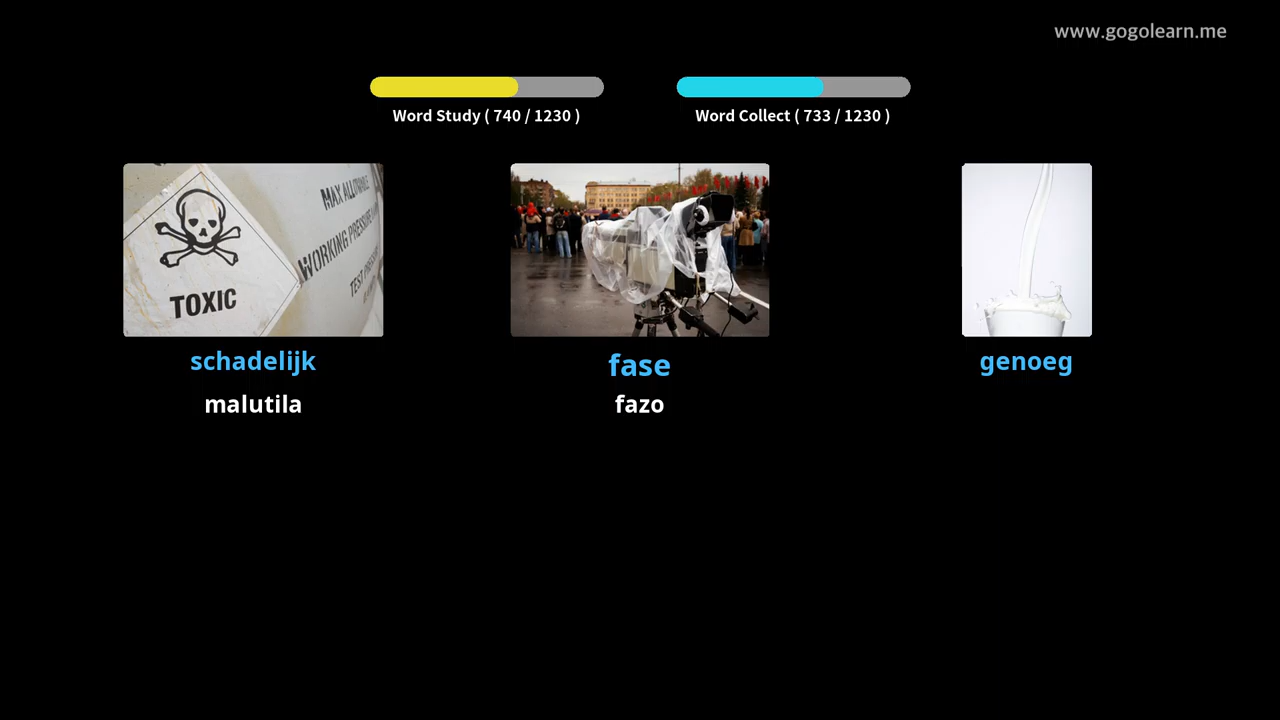 www.gogolearn.me
Word Study ( 740 / 1230 )
Word Collect ( 733 / 1230 )
TOXIC
MAX ALLOWABLE
WORKING PRESSURE
TEST
schadelijk
fase
genoeg
malutila
fazo